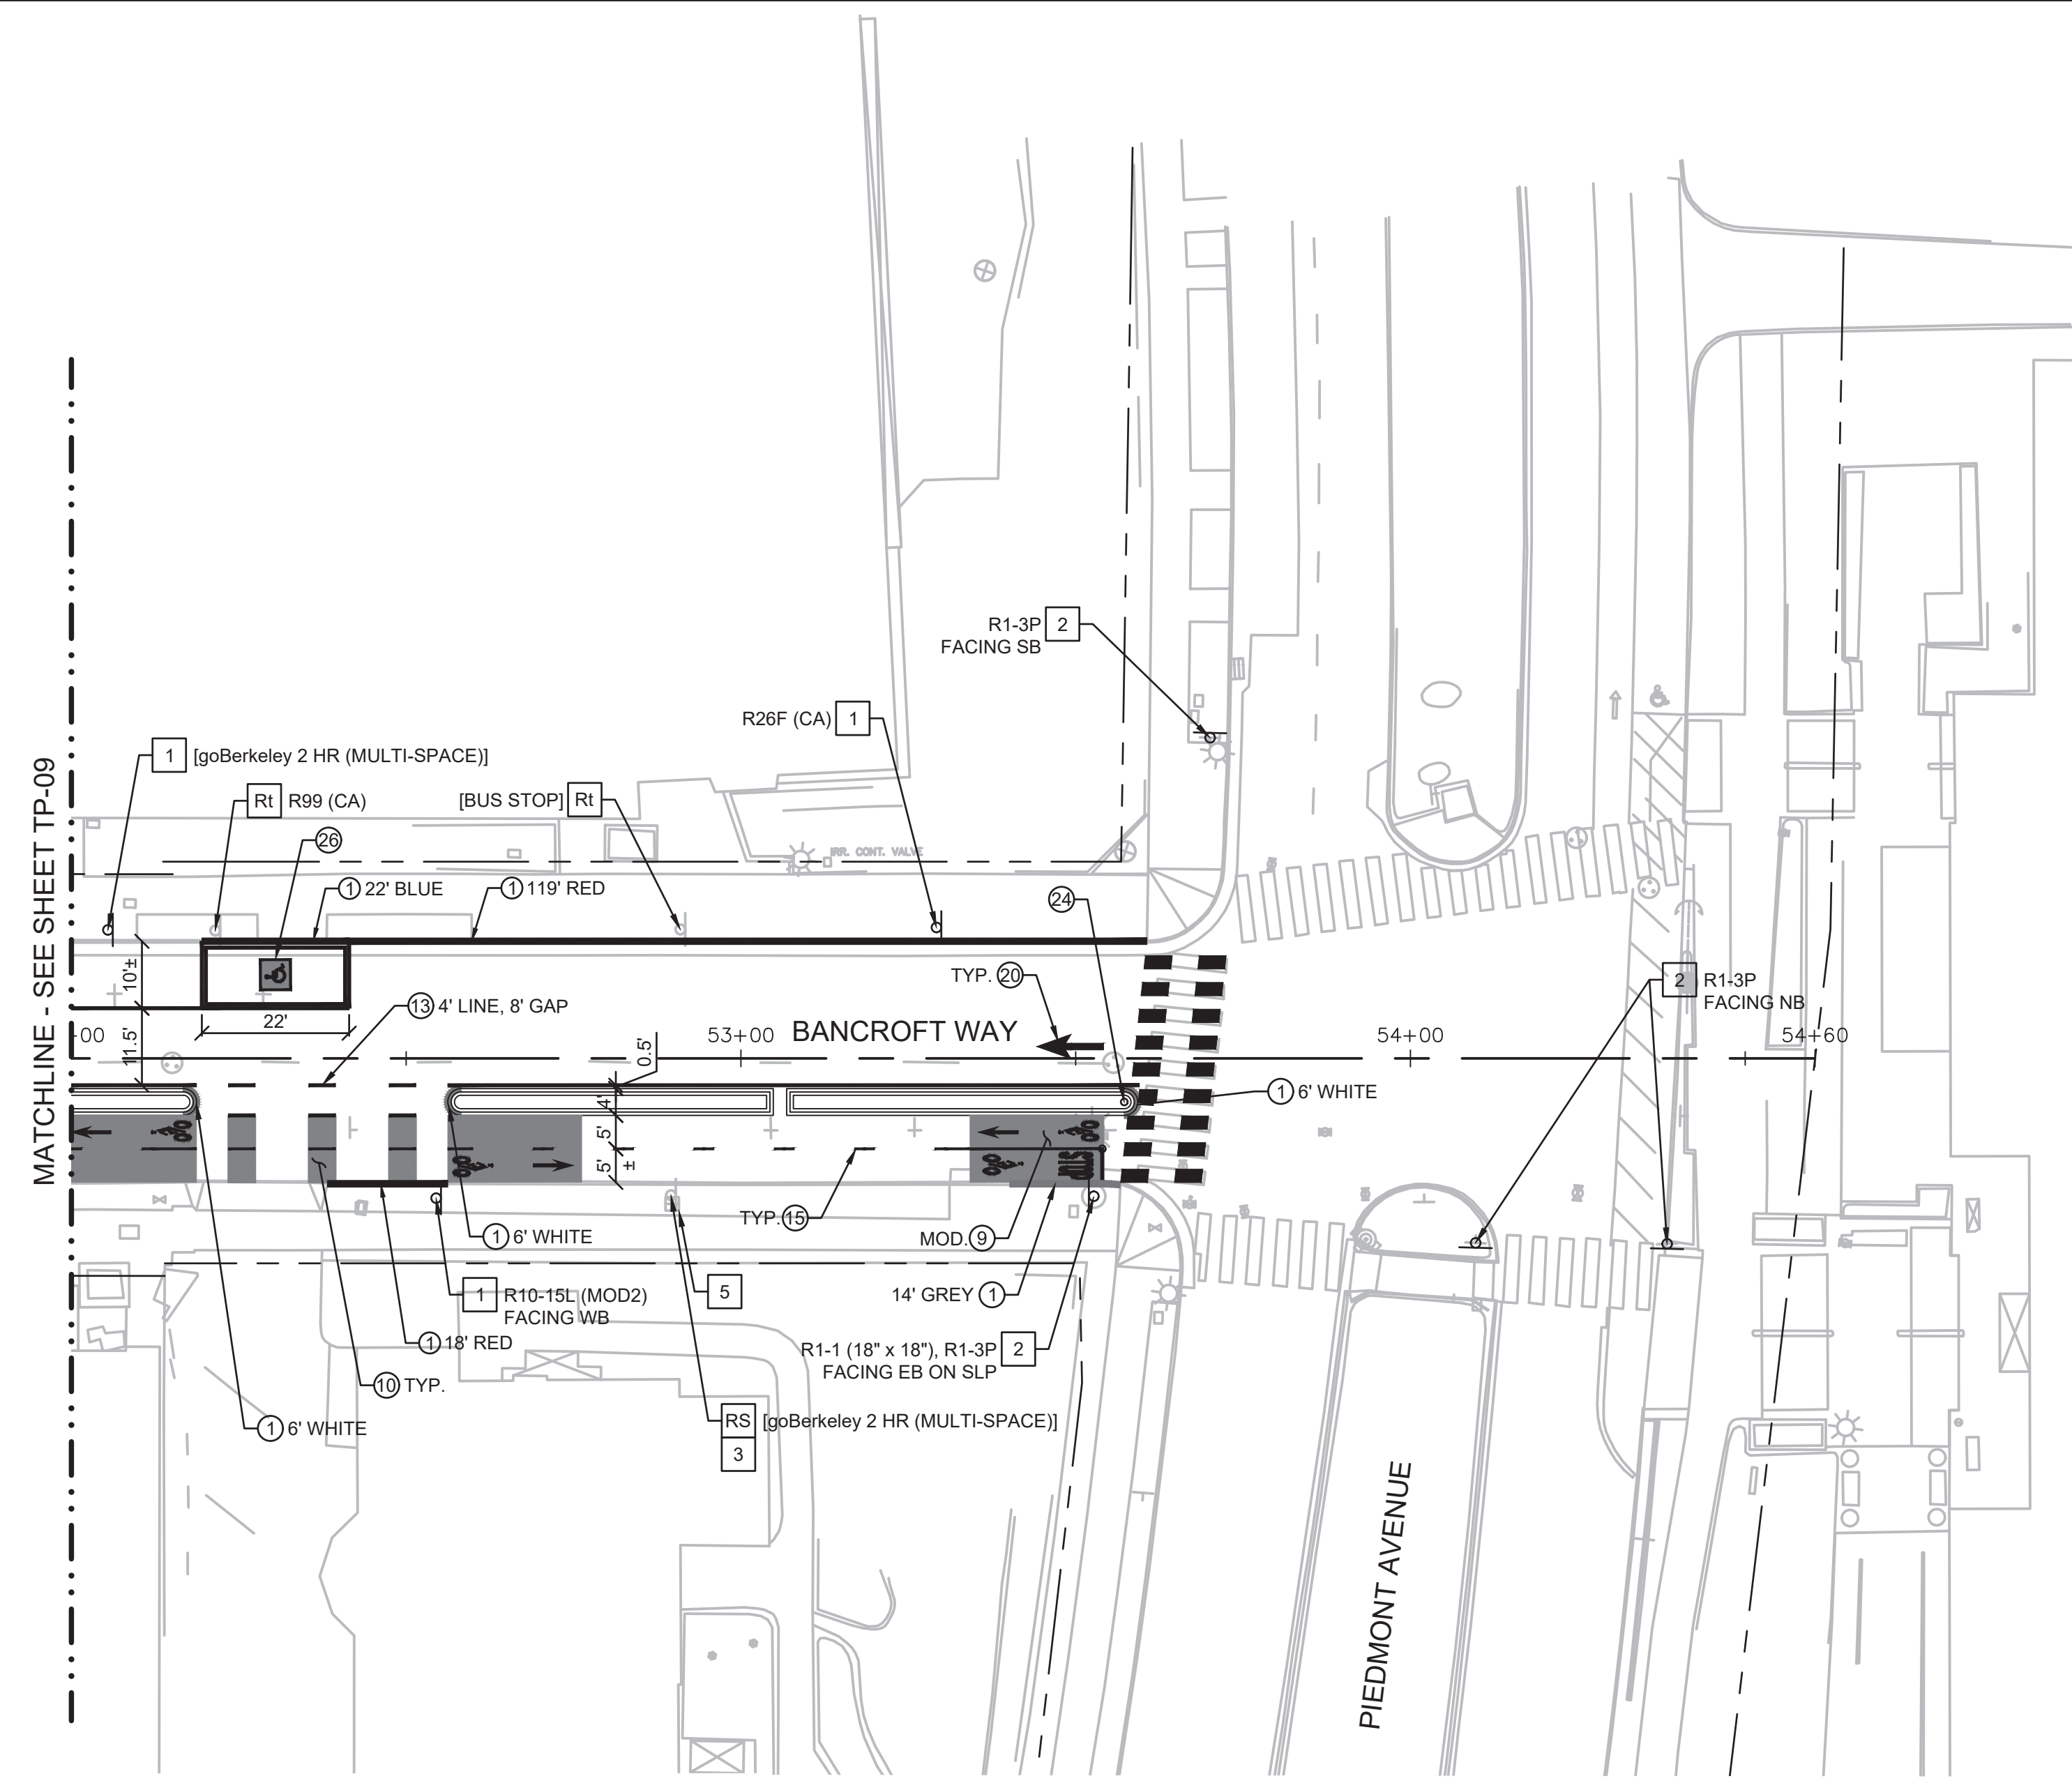 R1-3P 2
FACING SB
R26F (CA) 1
1 [goBerkeley 2 HR (MULTI-SPACE)]
Rt R99 (CA)
[BUS STOP] Rt
26
IRR. CONT. VALVE
1 22' BLUE
1 119' RED
24
MATCHLINE - SEE SHEET TP-09
10'±
TYP. 20
2 R1-3P
FACING NB
13 4' LINE, 8' GAP
22'
+00
11.5'
0.5'
53+00
BANCROFT WAY
54+00
54+60
4'
5'
5'
±
1 6' WHITE
STOP
TYP. 15
1 6' WHITE
MOD. 9
1 R10-15L (MOD2)
FACING WB
5
14' GREY 1
1 18' RED
R1-1 (18" x 18"), R1-3P 2
FACING EB ON SLP
10 TYP.
1 6' WHITE
RS [goBerkeley 2 HR (MULTI-SPACE)]
3
PIEDMONT AVENUE